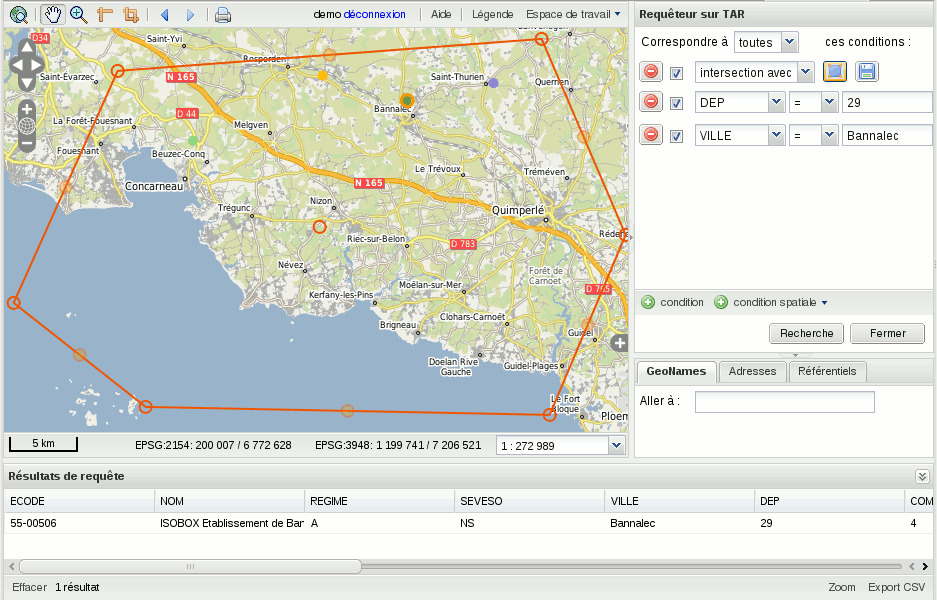 demo déconnexion Aide Légende Espace de travail
Requêteur sur TAR
Correspondre à toutes ces conditions :
intersection avec
DEP = 29
VILLE = Bannalec
condition condition spatiale
Recherche Fermer
GeoNames Adresses Référentiels
Aller à :
D34
Saint-Yvi
Rosporden
Saint-Évarzec
N 165
Saint-Thurien
Querrien
Bannalec
D 44
La Forêt-Fouesnant
Melgven
Fouesnant
Beuzec-Conq
Le Trévoux
Tréméven
Concarneau
N 165
Nizon
Trégunc
Quimperlé
Riec-sur-Belon
D 783
Névez
Forêt de
Carnoët
Moëlan-sur-Mer
D 765
Kerfany-les-Pins
Clohars-Carnoët
Brigneau
Guidel
Doelan Rive
Gauche
Guidel-Plages
Le Fort
Bloqué
Ploem
5 km
EPSG:2154: 200 007 / 6 772 628 EPSG:3948: 1 199 741 / 7 206 521 1 : 272 989
Résultats de requête
ECODE NOM REGIME SEVESO VILLE DEP COM
55-00506 ISOBOX Etablissement de Bar A NS Bannalec 29 4
Effacer 1 résultat Zoom Export CSV